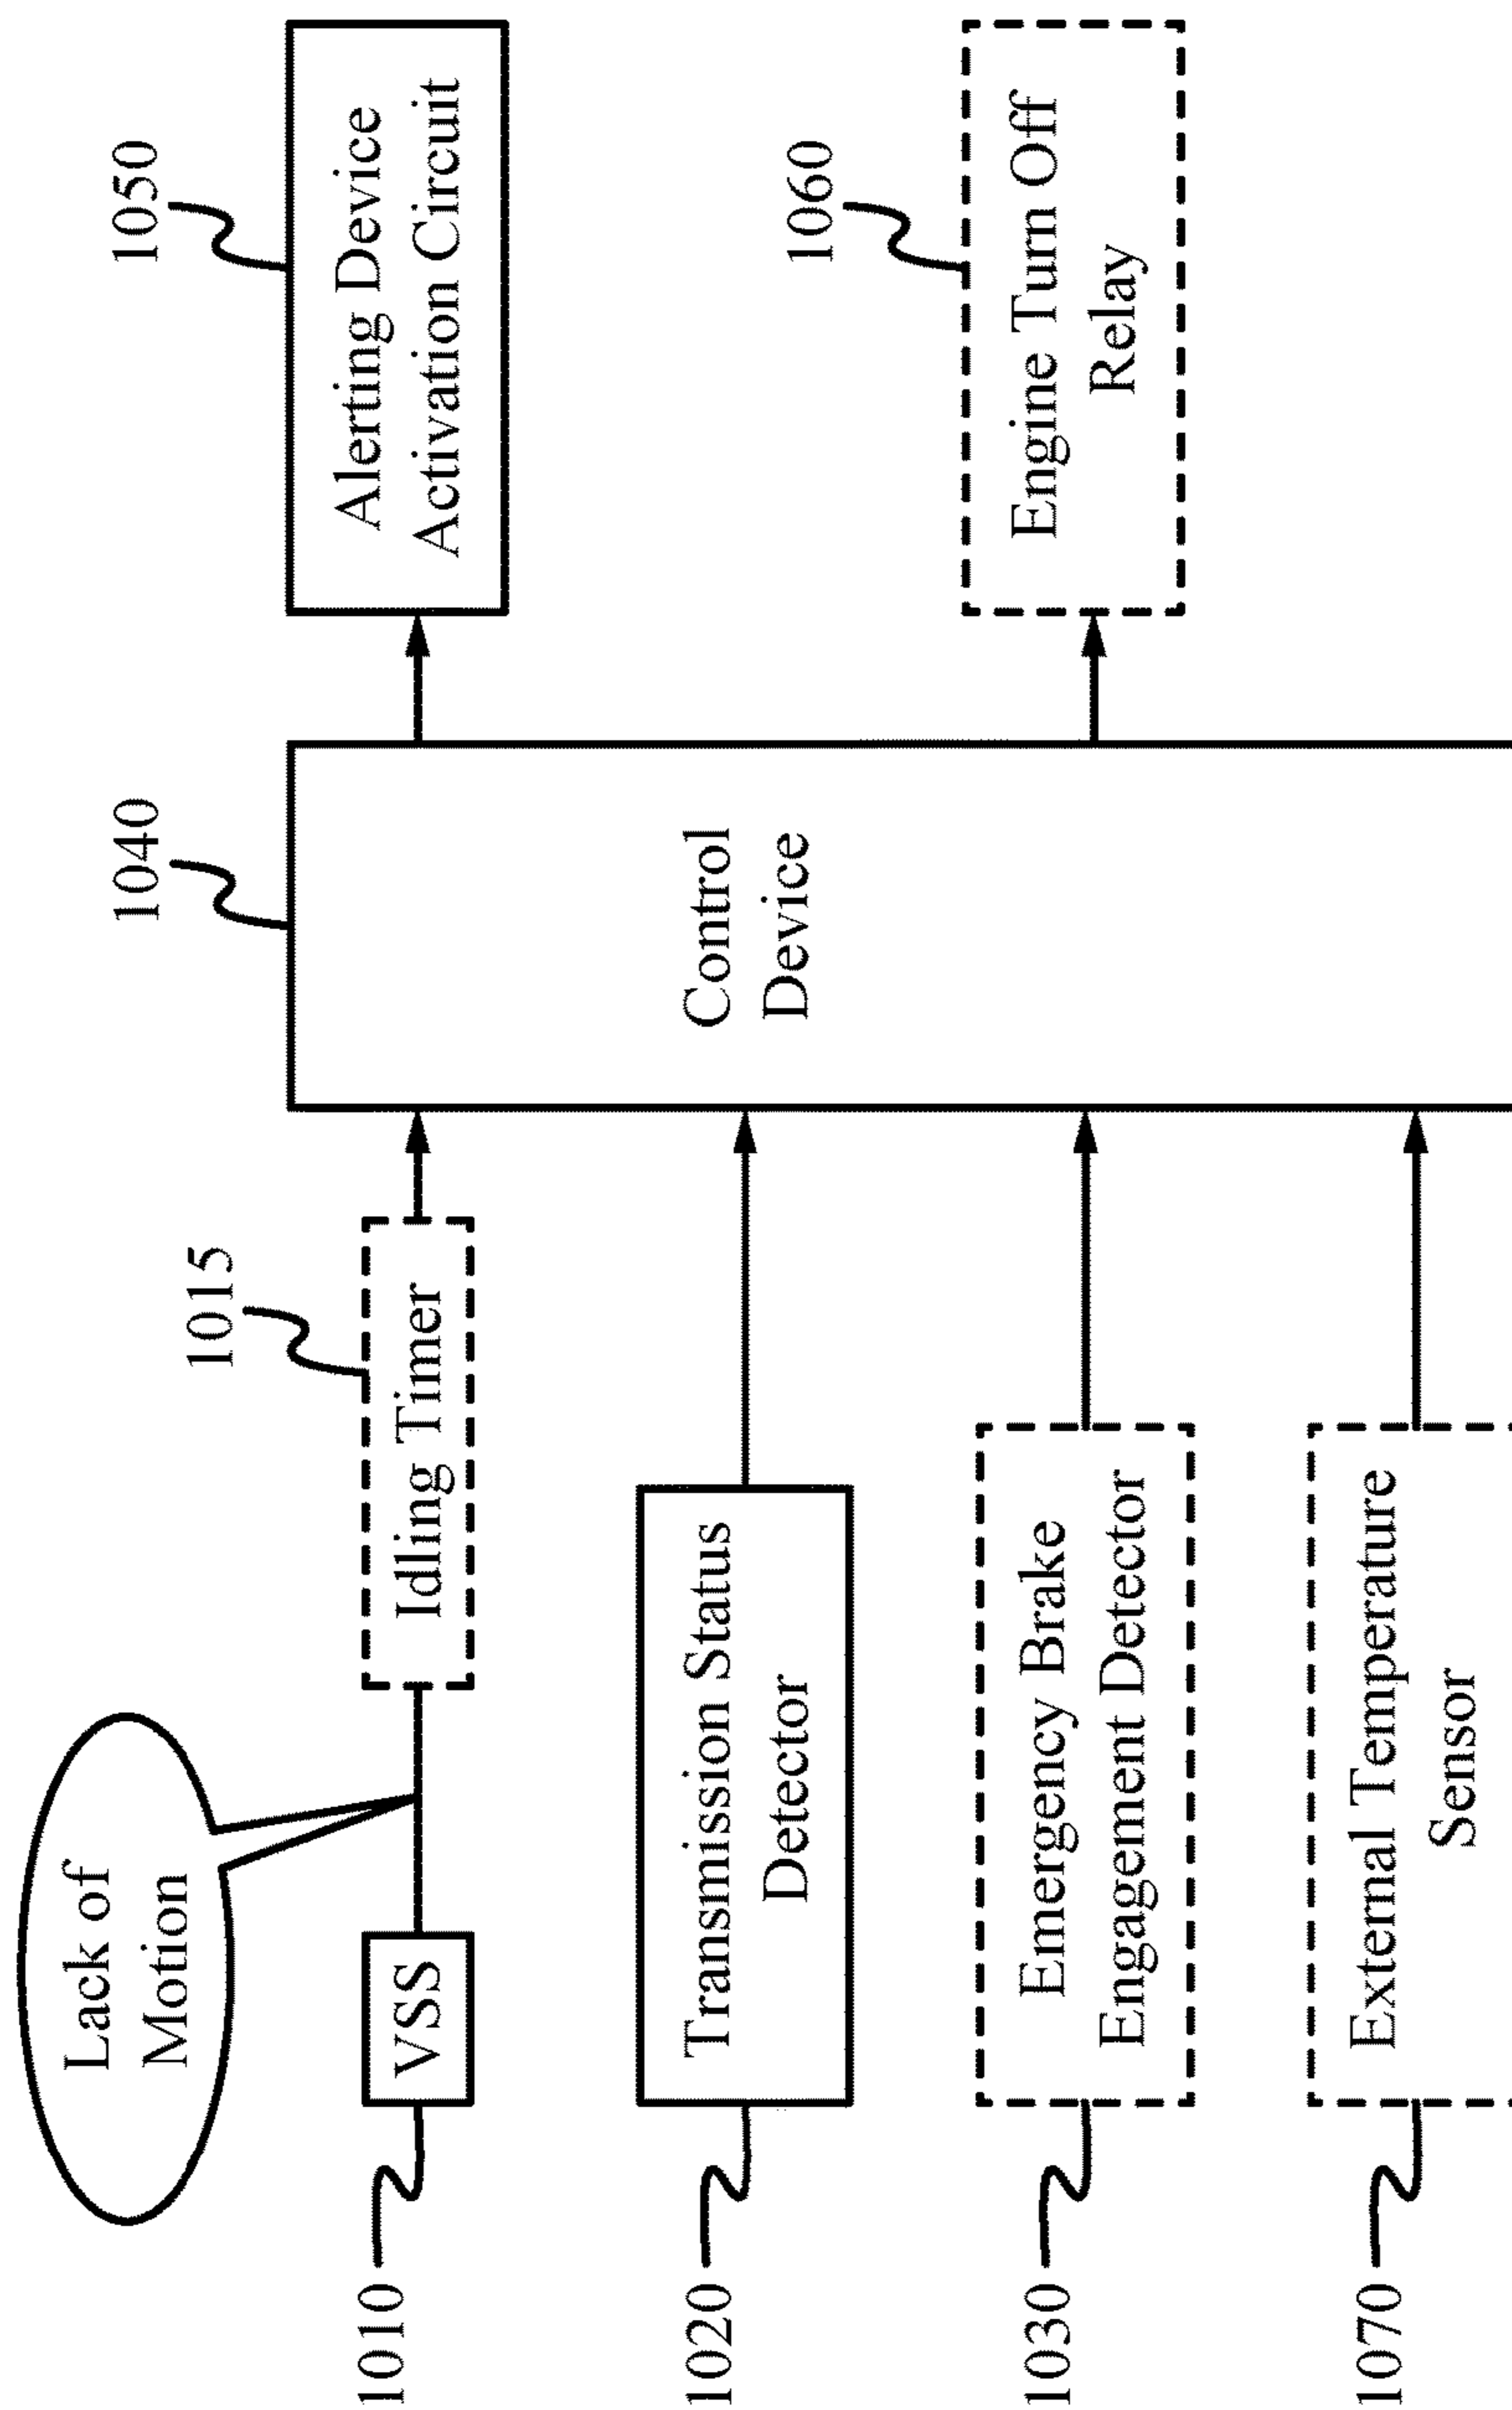 Lack of
Motion
1010
VSS
1015
Idling Timer
1040
Control
Device
1050
Alerting Device
Activation Circuit
1020
Transmission Status
Detector
1060
Engine Turn Off
Relay
1030
Emergency Brake
Engagement Detector
1070
External Temperature
Sensor